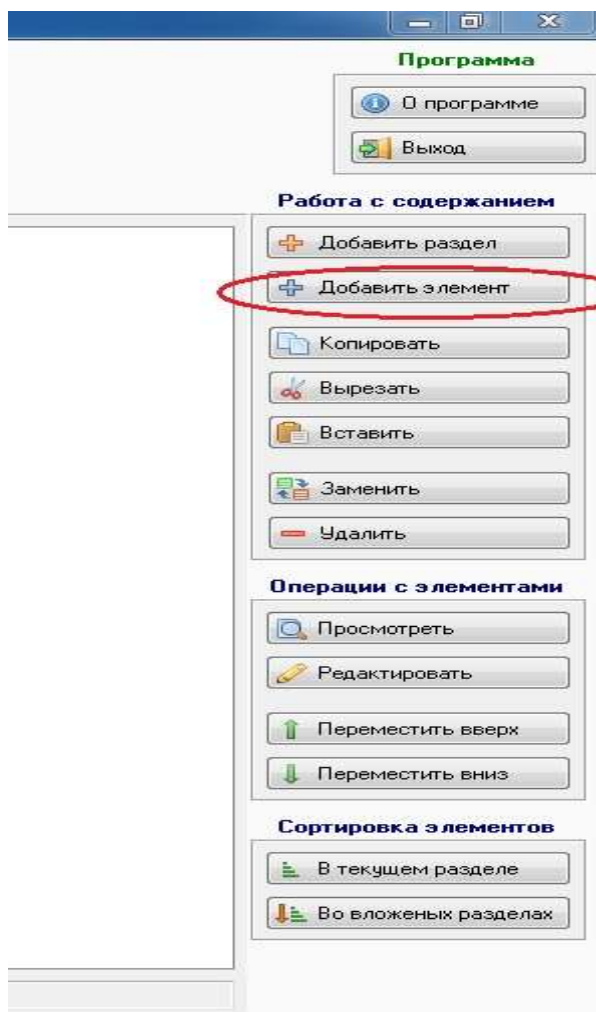 Программа
О программе
Выход
Работа с содержанием
Добавить раздел
Добавить элемент
Копировать
Вырезать
Вставить
Заменить
Удалить
Операции с элементами
Просмотреть
Редактировать
Переместить вверх
Переместить вниз
Сортировка элементов
В текущем разделе
Во вложеных разделах